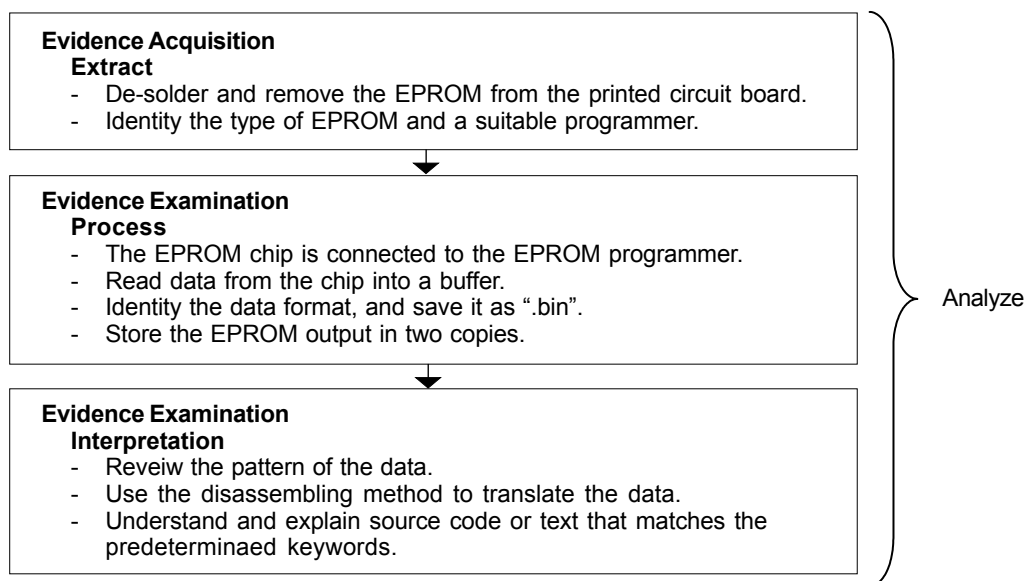 Evidence Acquisition
Extract
- De-solder and remove the EPROM from the printed circuit board.
- Identity the type of EPROM and a suitable programmer.
Evidence Examination
Process
- The EPROM chip is connected to the EPROM programmer.
- Read data from the chip into a buffer.
- Identity the data format, and save it as “.bin”.
- Store the EPROM output in two copies.
Evidence Examination
Interpretation
- Reveiw the pattern of the data.
- Use the disassembling method to translate the data.
- Understand and explain source code or text that matches the
predeterminaed keywords.
Analyze